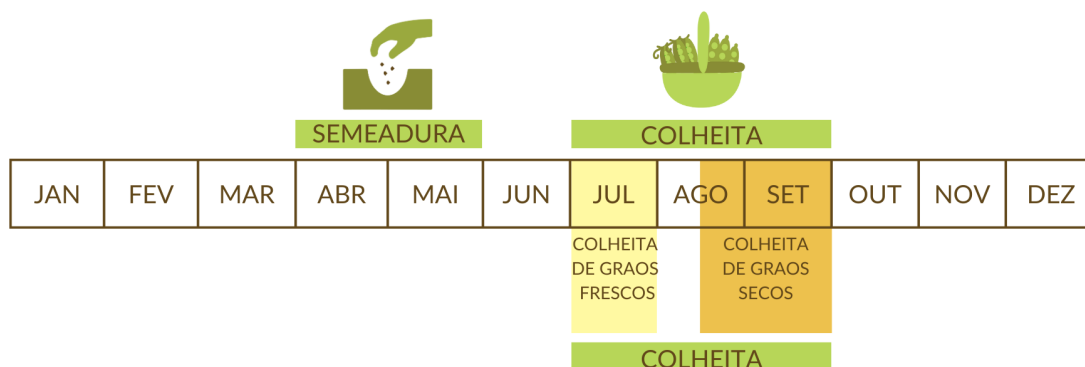 SEMEADURA
COLHEITA
JAN FEV MAR ABR MAI JUN JUL AGO SET OUT NOV DEZ
COLHEITA
DE GRAOS
FRESCOS
COLHEITA
DE GRAOS
SECOS
COLHEITA